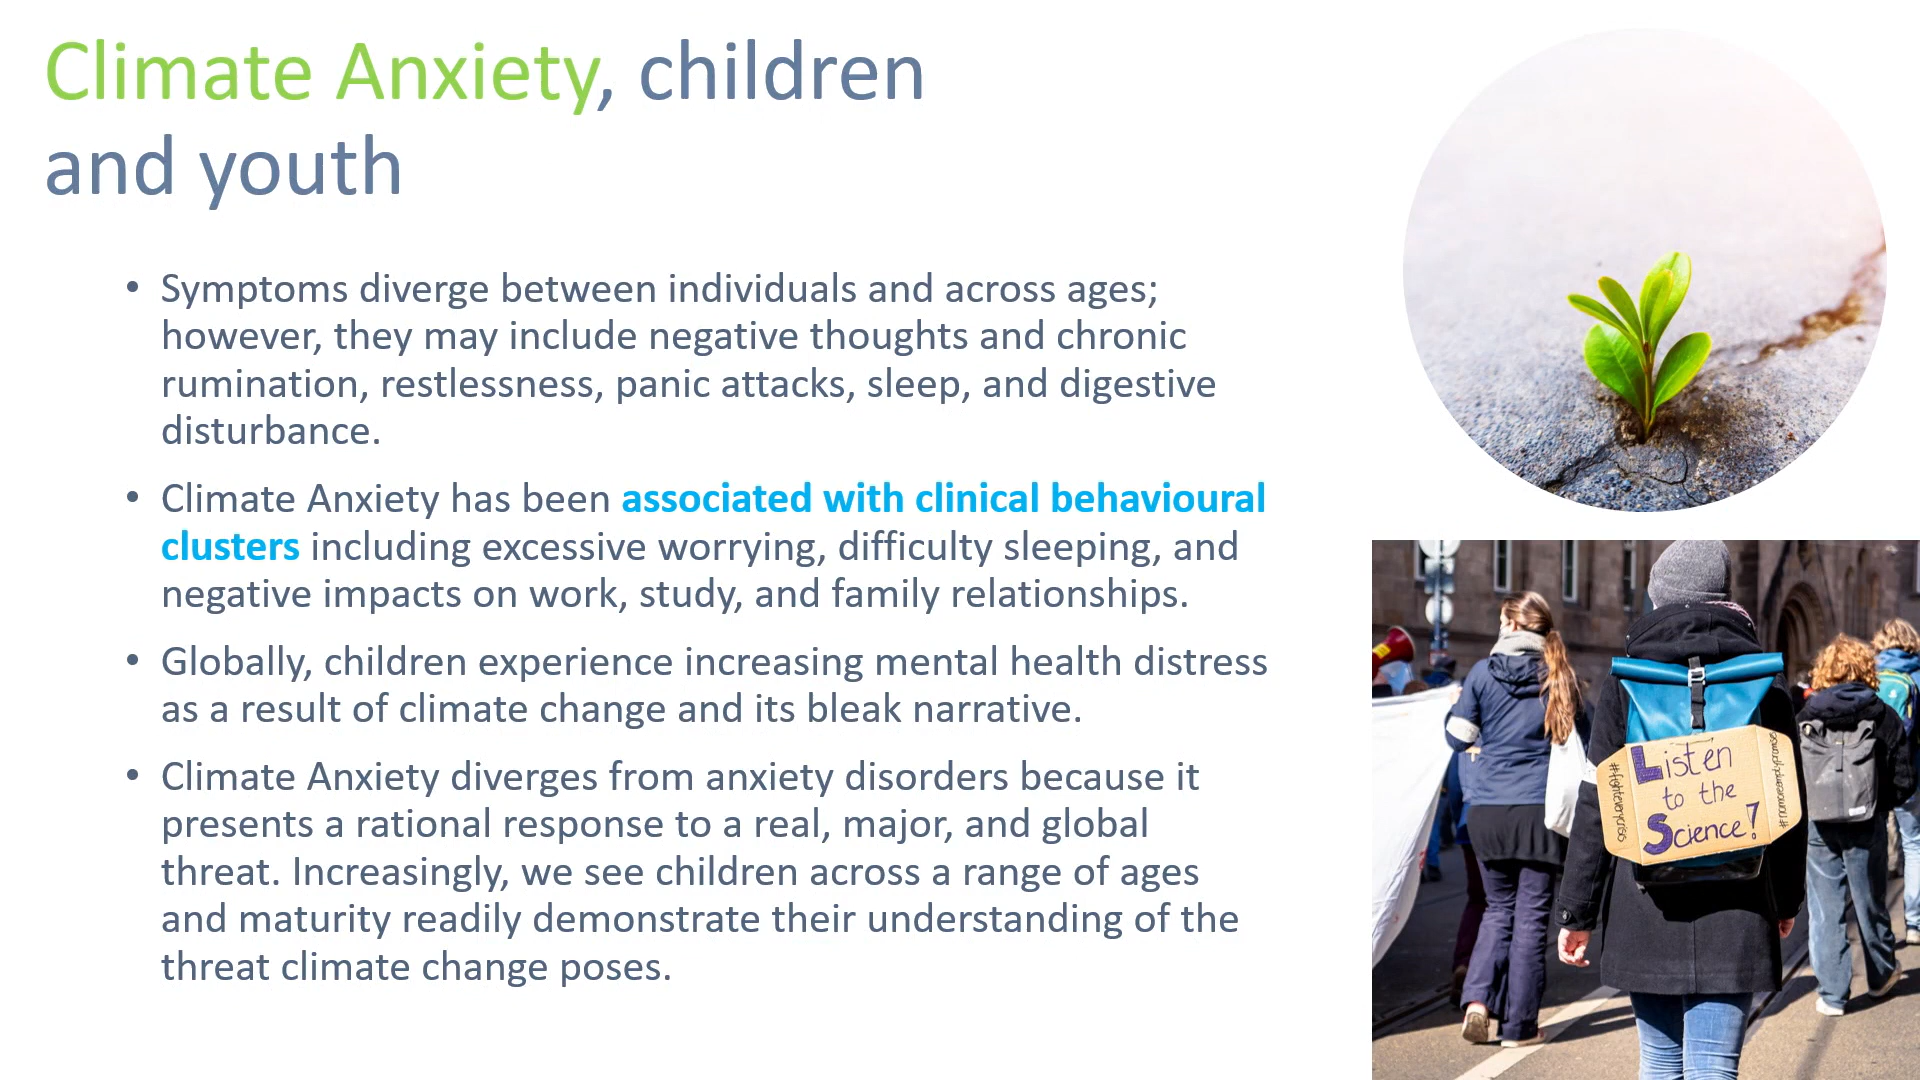 Climate Anxiety, children
and youth
• Symptoms diverge between individuals and across ages;
however, they may include negative thoughts and chronic
rumination, restlessness, panic attacks, sleep, and digestive
disturbance.
• Climate Anxiety has been associated with clinical behavioural
clusters including excessive worrying, difficulty sleeping, and
negative impacts on work, study, and family relationships.
• Globally, children experience increasing mental health distress
as a result of climate change and its bleak narrative.
• Climate Anxiety diverges from anxiety disorders because it
presents a rational response to a real, major, and global
threat. Increasingly, we see children across a range of ages
and maturity readily demonstrate their understanding of the
threat climate change poses.
#fighteverycrisis
Listen
to the
Science!
#nomoreemptypromises